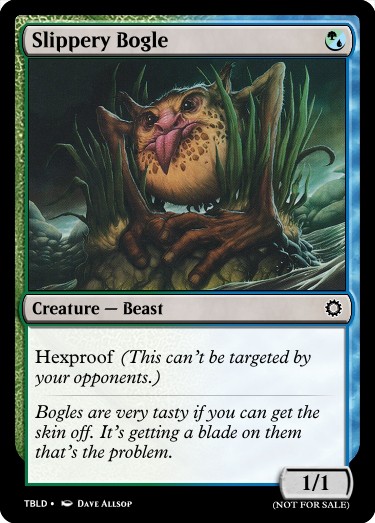 Slippery Bogle
Creature — Beast
Hexproof (This can't be targeted by
your opponents.)
Bogles are very tasty if you can get the
skin off. It's getting a blade on them
that's the problem.
1/1
TBLD • Dave Allsop
(NOT FOR SALE)